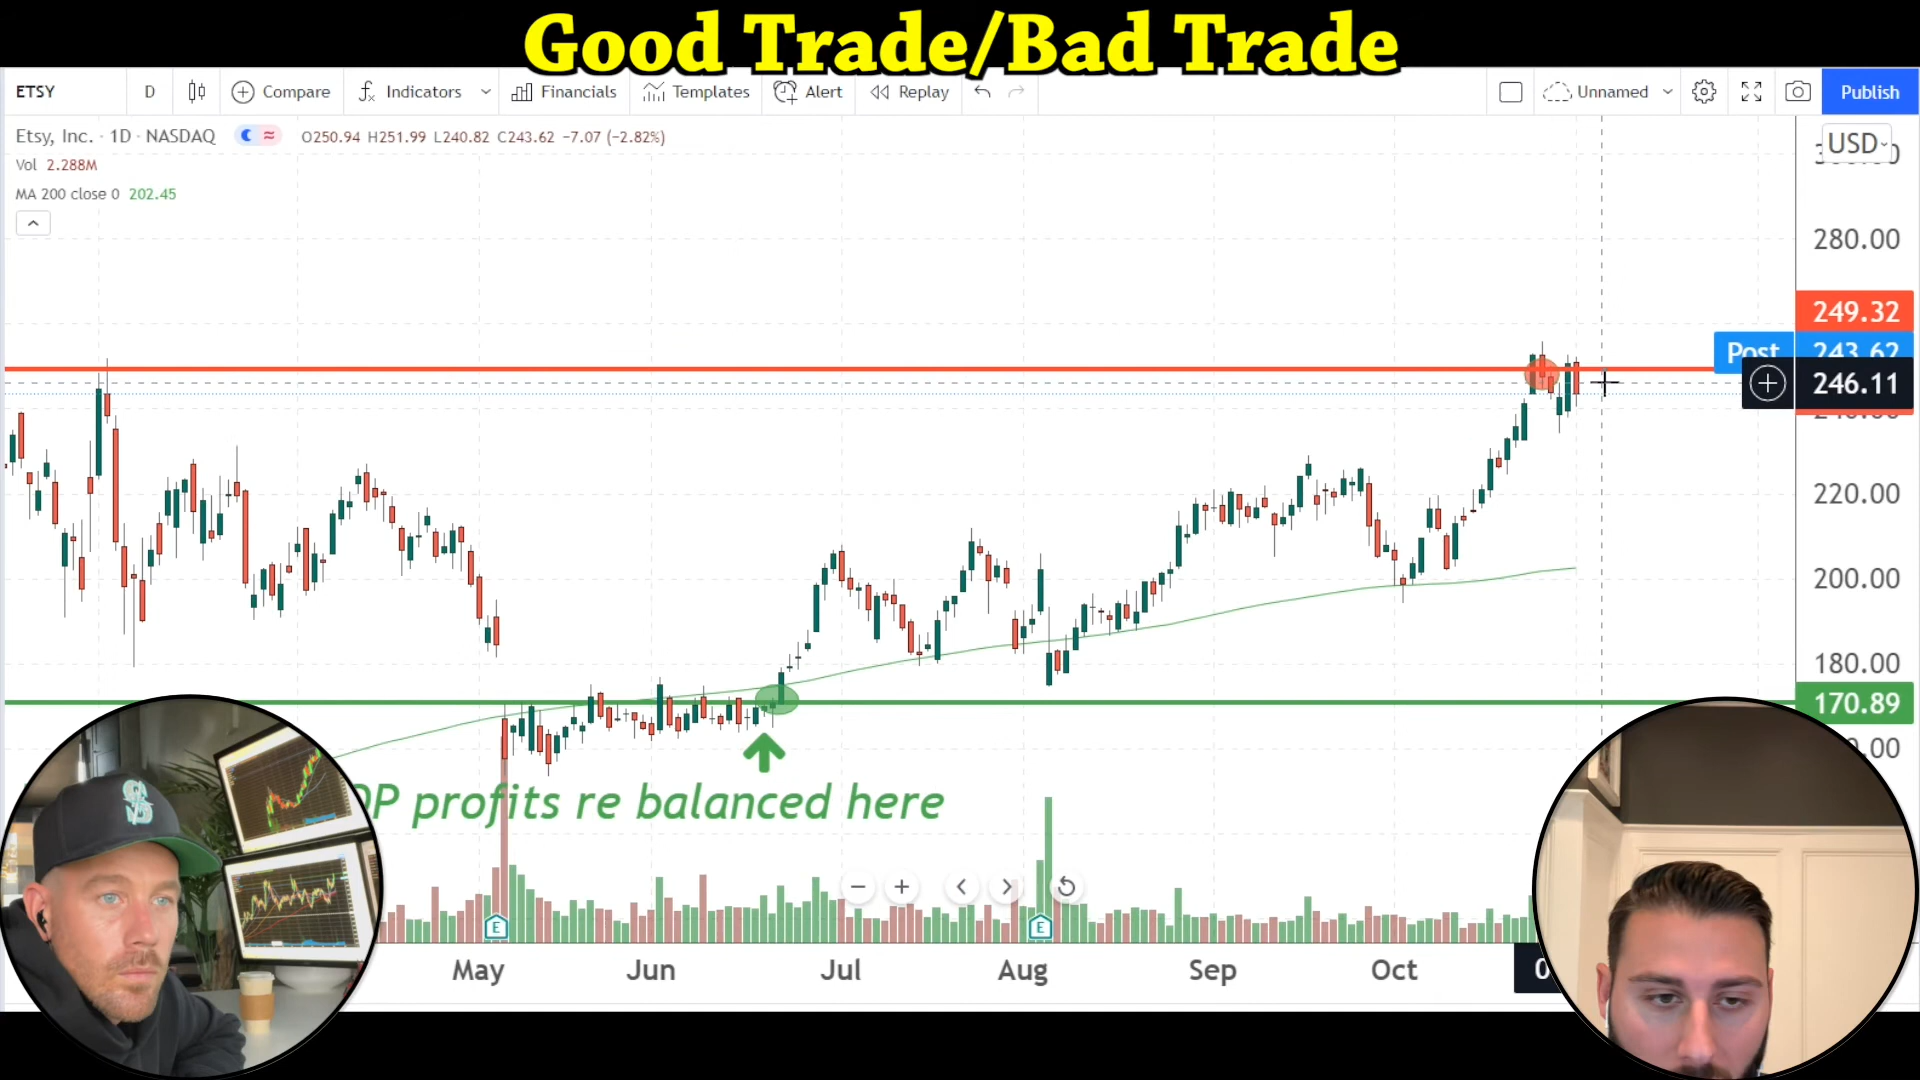 Good Trade/Bad Trade
ETSY D Compare Indicators Financials Templates Alert Replay Unnamed Publish
Etsy, Inc. · 1D · NASDAQ O250.94 H251.99 L240.82 C243.62 −7.07 (−2.82%)
USD
Vol 2.288M
MA 200 close 0 202.45
280.00
249.32
Post 243.62
246.11
220.00
200.00
180.00
170.89
profits re balanced here
E E
May Jun Jul Aug Sep Oct